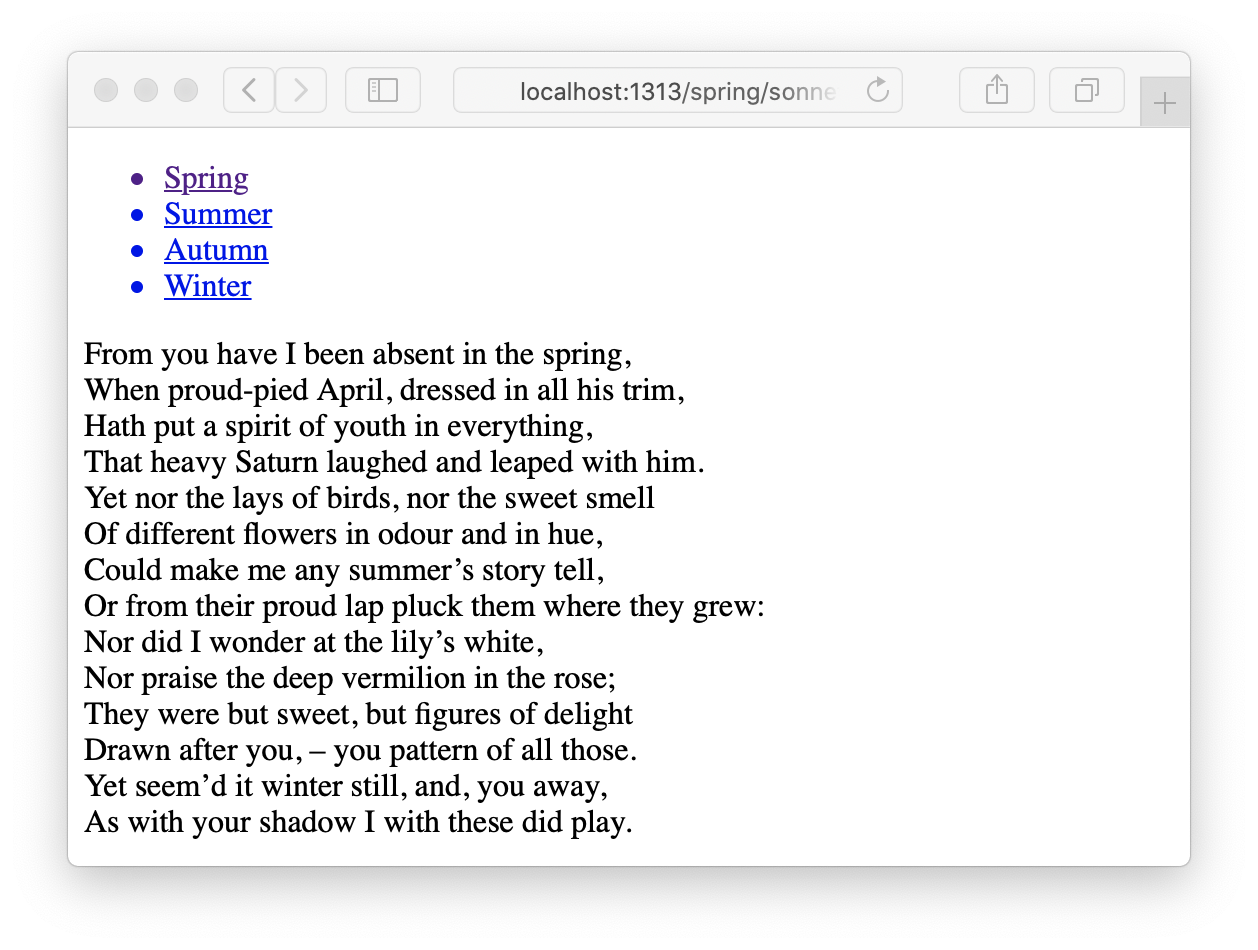 localhost:1313/spring/sonne
Spring
Summer
Autumn
Winter
From you have I been absent in the spring,
When proud-pied April, dressed in all his trim,
Hath put a spirit of youth in everything,
That heavy Saturn laughed and leaped with him.
Yet nor the lays of birds, nor the sweet smell
Of different flowers in odour and in hue,
Could make me any summer’s story tell,
Or from their proud lap pluck them where they grew:
Nor did I wonder at the lily’s white,
Nor praise the deep vermilion in the rose;
They were but sweet, but figures of delight
Drawn after you, – you pattern of all those.
Yet seem’d it winter still, and, you away,
As with your shadow I with these did play.